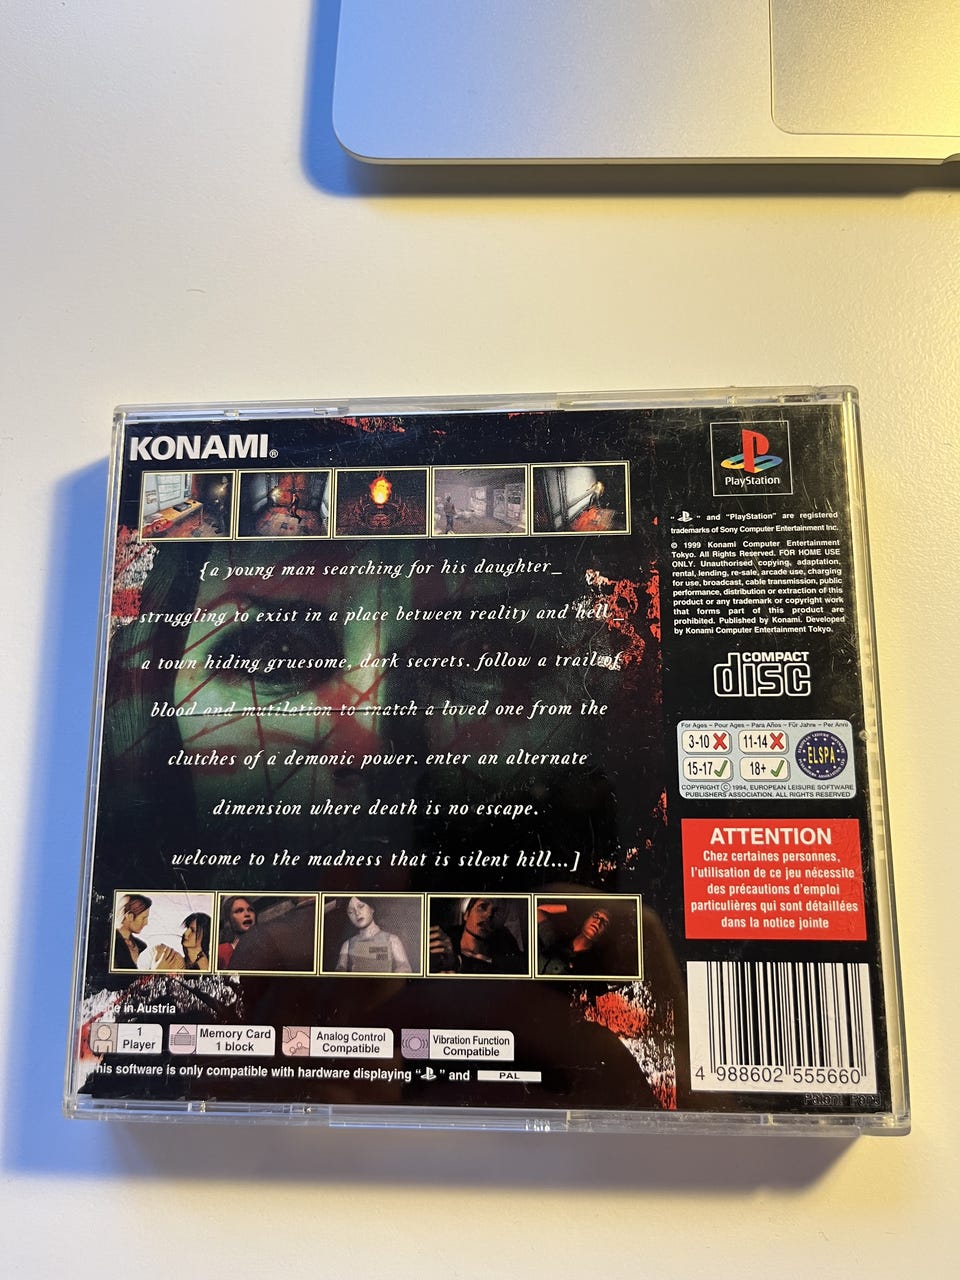 KONAMI®
{a young man searching for his daughter_
struggling to exist in a place between reality and hell_
a town hiding gruesome, dark secrets. follow a trail of
blood and mutilation to snatch a loved one from the
clutches of a demonic power. enter an alternate
dimension where death is no escape.
welcome to the madness that is silent hill...]
Made in Austria
1
Player
Memory Card
1 block
Analog Control
Compatible
Vibration Function
Compatible
This software is only compatible with hardware displaying “ ” and PAL
PlayStation
“ ” and “PlayStation” are registered
trademarks of Sony Computer Entertainment Inc.
© 1999 Konami Computer Entertainment
Tokyo. All Rights Reserved. FOR HOME USE
ONLY. Unauthorised copying, adaptation,
rental, lending, re-sale, arcade use, charging
for use, broadcast, cable transmission, public
performance, distribution or extraction of this
product or any trademark or copyright work
that forms part of this product are
prohibited. Published by Konami. Developed
by Konami Computer Entertainment Tokyo.
COMPACT
disc
For Ages – Pour Ages – Para Años – Für Jahre – Per Anni
3-10 11-14
15-17 18+
ELSPA
COPYRIGHT © 1994, EUROPEAN LEISURE SOFTWARE
PUBLISHERS ASSOCIATION. ALL RIGHTS RESERVED
ATTENTION
Chez certaines personnes,
l'utilisation de ce jeu nécessite
des précautions d'emploi
particulières qui sont détaillées
dans la notice jointe
4 988602 555660
Patent Pend